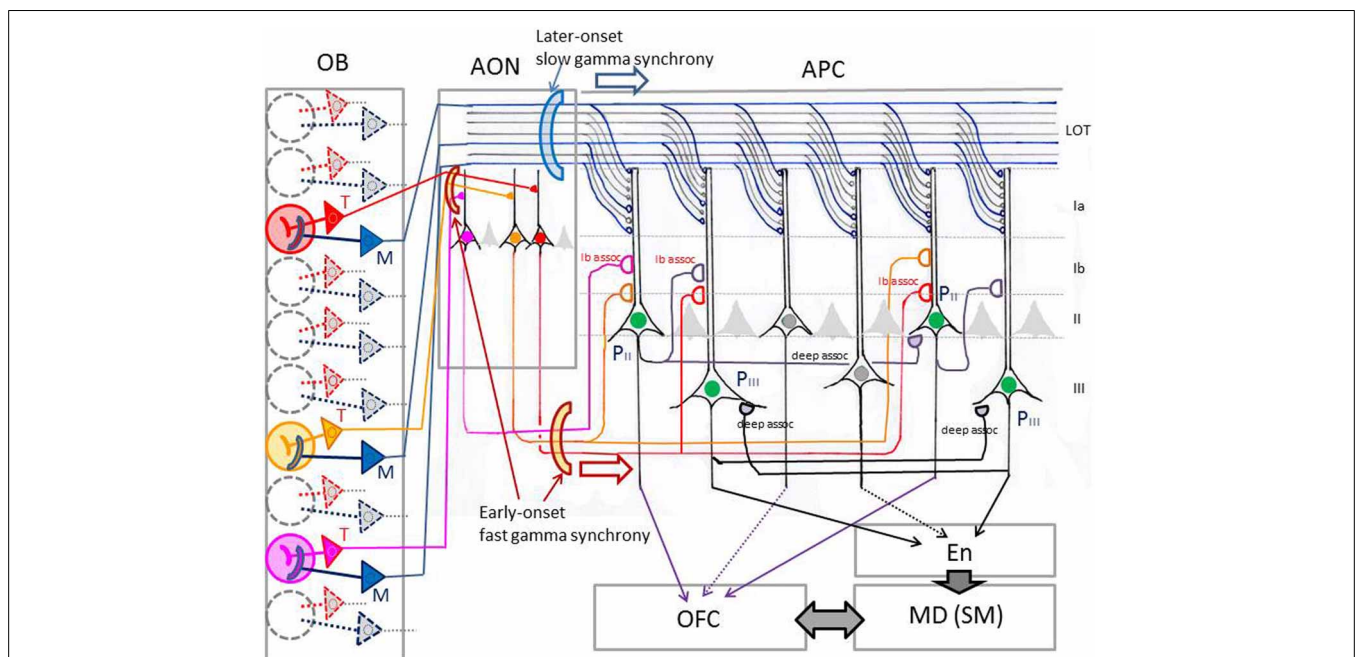 Later-onset
slow gamma synchrony
OB
AON
APC
LOT
Ia
T
M
Ib assoc
Ib assoc
Ib assoc
Ib
PII
II
PII
deep assoc
PIII
III
PIII
T
deep assoc
deep assoc
M
Early-onset
fast gamma synchrony
T
En
M
OFC
MD (SM)